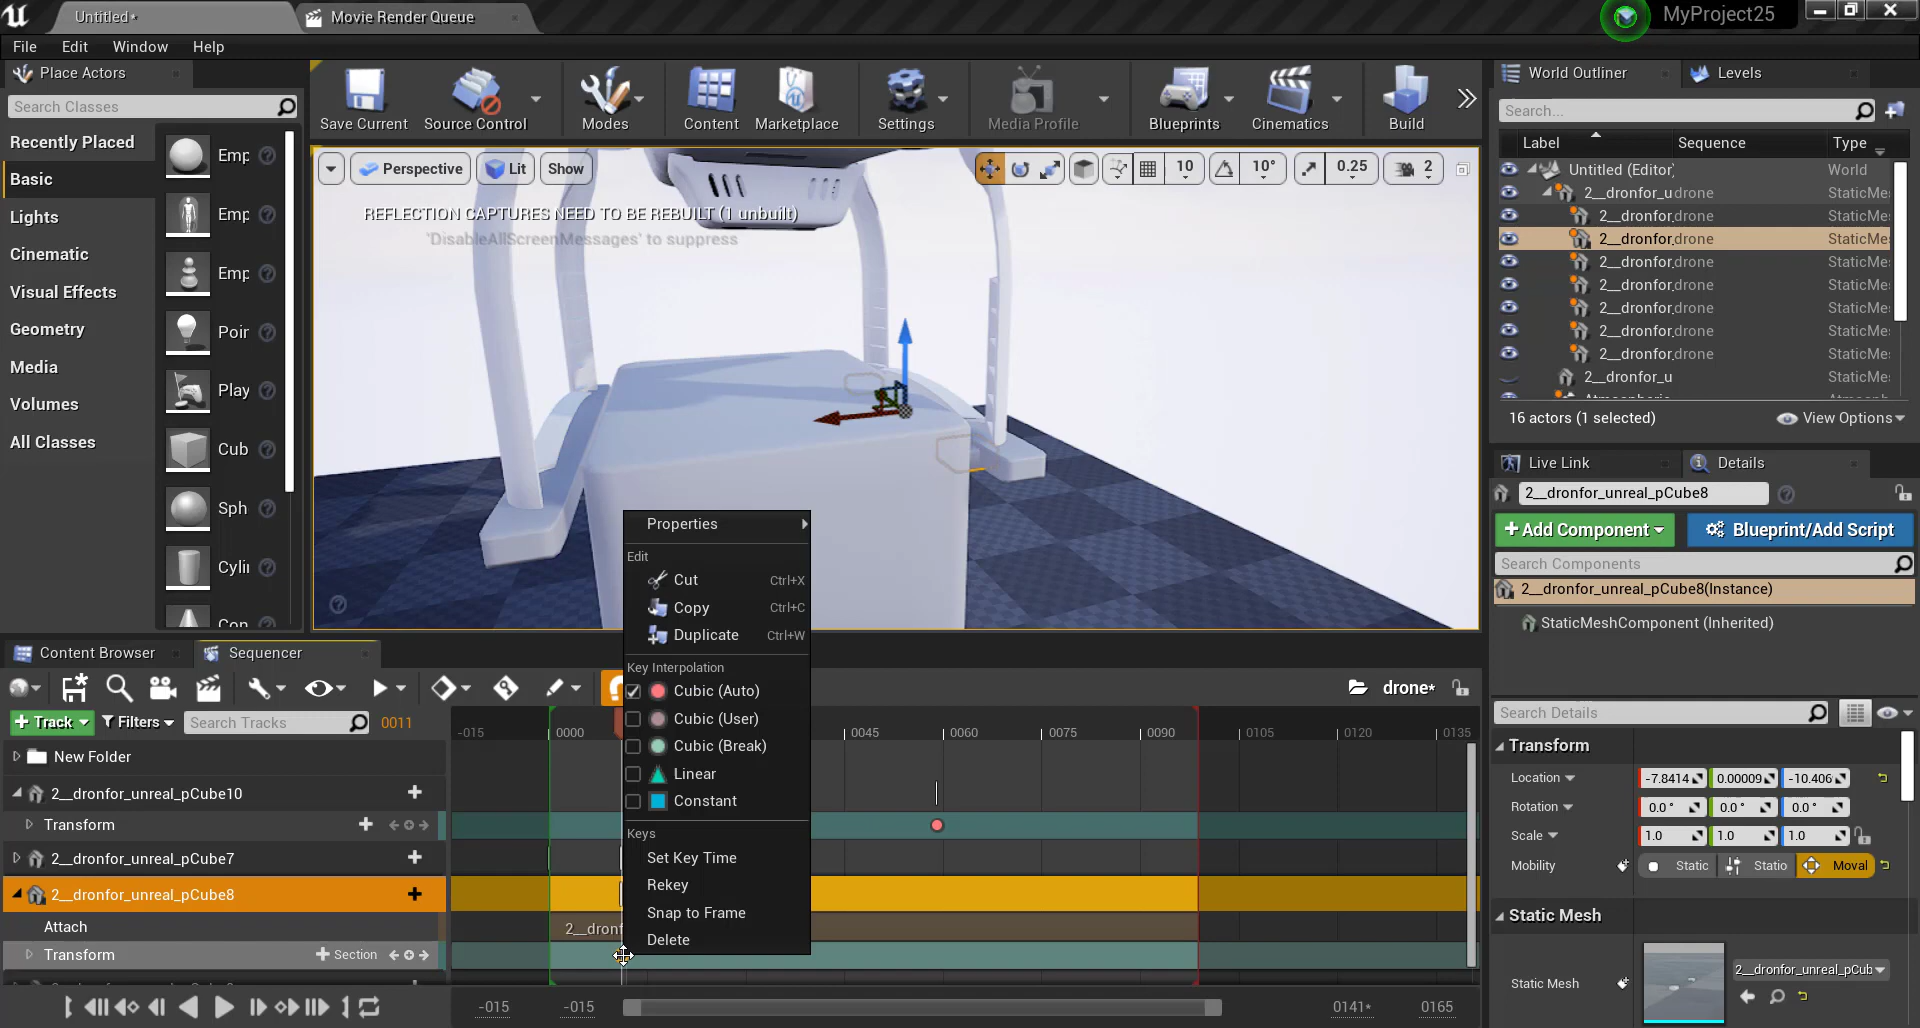 Untitled*
Movie Render Queue
MyProject25
File Edit Window Help
Place Actors
Search Classes
Recently Placed
Basic
Lights
Cinematic
Visual Effects
Geometry
Media
Volumes
All Classes
Emp
Emp
Emp
Poir
Play
Cub
Sph
Cylin
Save Current
Source Control
Modes
Content
Marketplace
Settings
Media Profile
Blueprints
Cinematics
Build
Perspective
Lit
Show
10
10°
0.25
2
REFLECTION CAPTURES NEED TO BE REBUILT (1 unbuilt)
'DisableAllScreenMessages' to suppress
World Outliner
Levels
Search...
Label Sequence Type
Untitled (Editor) World
2__dronfor_u drone StaticMe
2__dronfor_ drone StaticMe
2__dronfor_ drone StaticMe
2__dronfor_ drone StaticMe
2__dronfor_ drone StaticMe
2__dronfor_ drone StaticMe
2__dronfor_ drone StaticMe
2__dronfor_ drone StaticMe
2__dronfor_u StaticMe
16 actors (1 selected)
View Options
Live Link
Details
2__dronfor_unreal_pCube8
+Add Component
Blueprint/Add Script
Search Components
2__dronfor_unreal_pCube8(Instance)
StaticMeshComponent (Inherited)
Search Details
Transform
Location -7.8414 0.00009 -10.406
Rotation 0.0° 0.0° 0.0°
Scale 1.0 1.0 1.0
Mobility Static Statio Moval
Static Mesh
Static Mesh
2__dronfor_unreal_pCub
Properties
Edit
Cut Ctrl+X
Copy Ctrl+C
Duplicate Ctrl+W
Key Interpolation
Cubic (Auto)
Cubic (User)
Cubic (Break)
Linear
Constant
Keys
Set Key Time
Rekey
Snap to Frame
Delete
Content Browser
Sequencer
drone*
+ Track
Filters
Search Tracks
0011
-015 0000 0045 0060 0075 0090 0105 0120 0135
New Folder
2__dronfor_unreal_pCube10
Transform
2__dronfor_unreal_pCube7
2__dronfor_unreal_pCube8
Attach
2__dronf
Transform
+ Section
-015 -015 0141* 0165